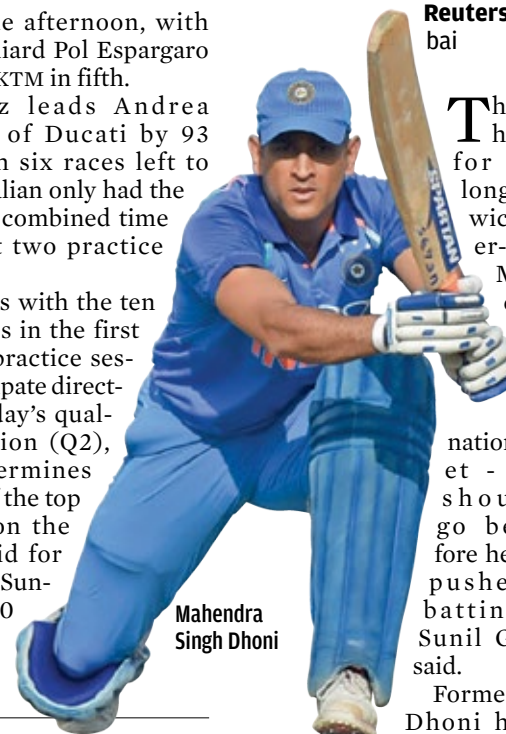 e afternoon, with
iard Pol Espargaro
KTM in fifth.
z leads Andrea
of Ducati by 93
n six races left to
lian only had the
combined time
t two practice
s with the ten
s in the first
practice ses-
pate direct-
lay's qual-
ion (Q2),
ermines
the top
on the
id for
Sun-
0
Mahendra
Singh Dhoni
SPARTAN
Reuters
bai
Th
h
for
long
wic
er-
M
nation
et -
shou
go be
fore he
pushe
battin
Sunil G
said.
Forme
Dhoni h